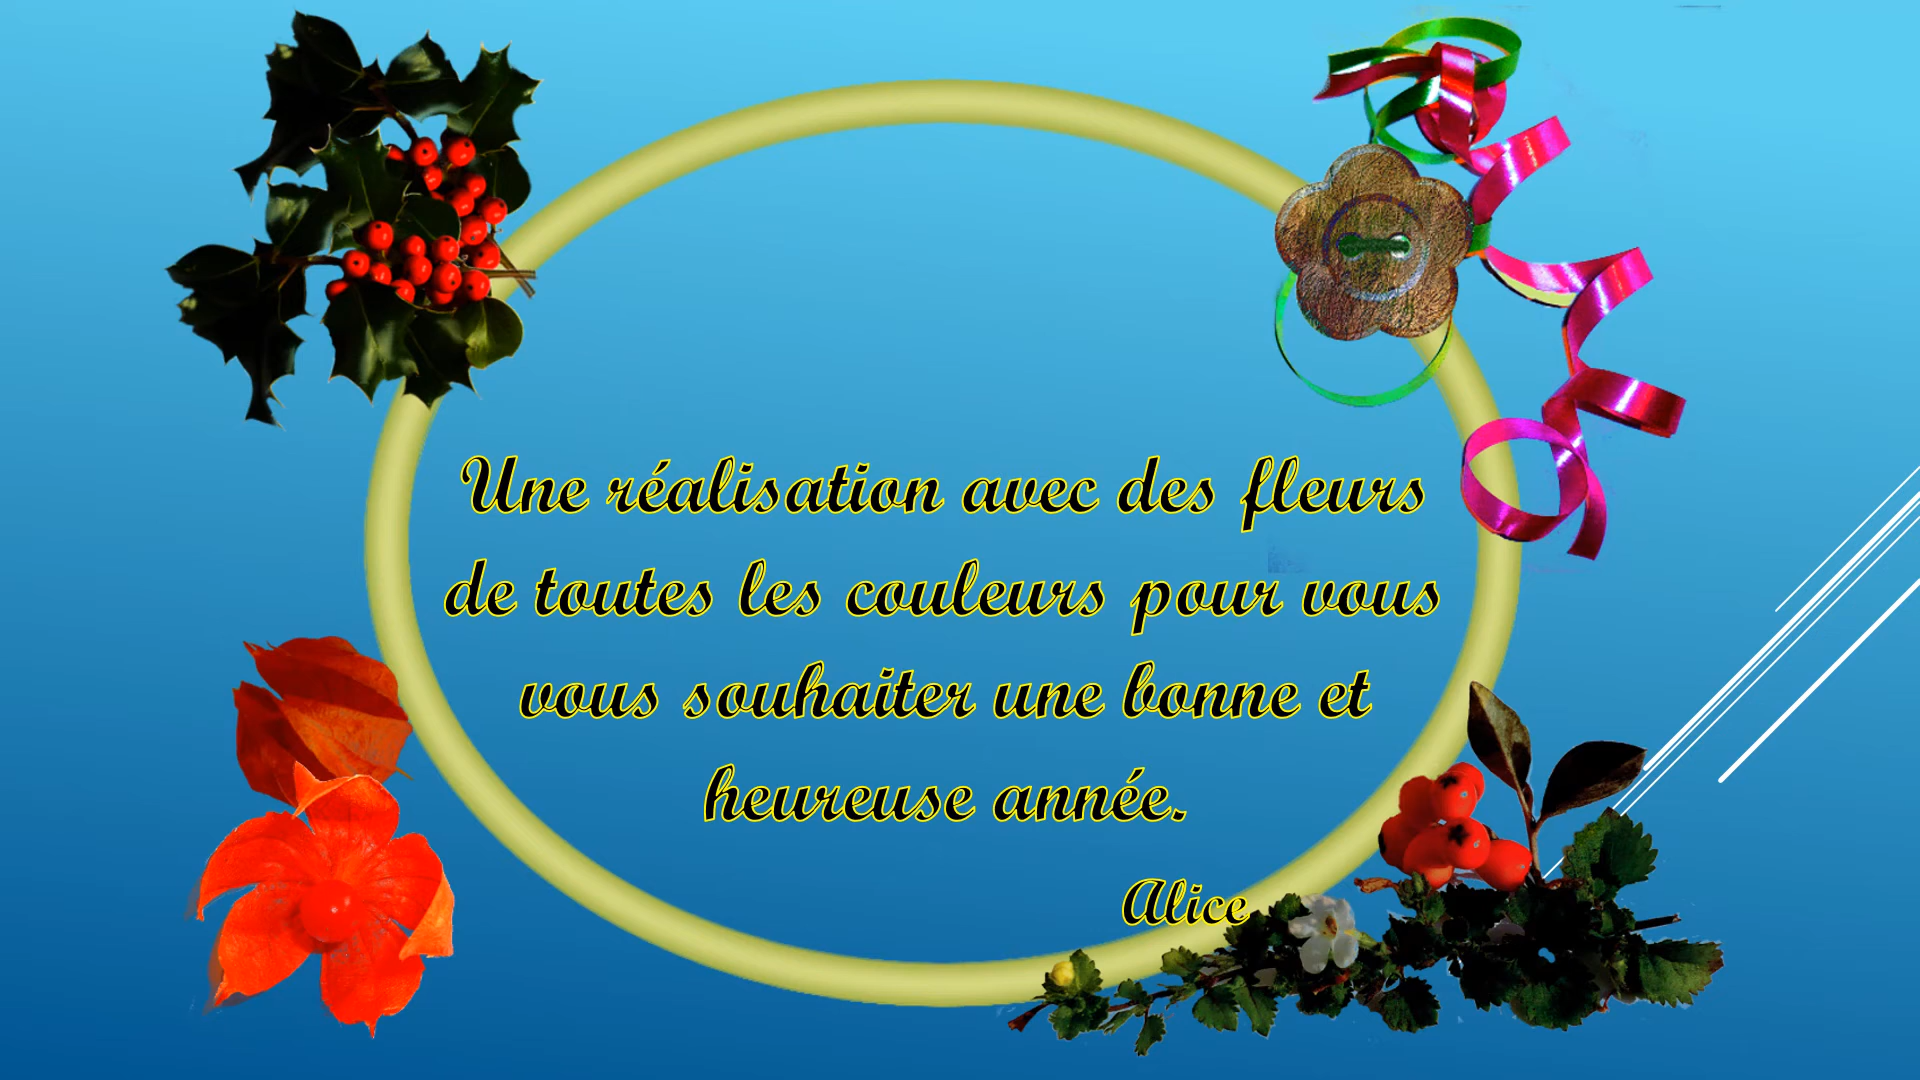 Une réalisation avec des fleurs
de toutes les couleurs pour vous
vous souhaiter une bonne et
heureuse année.
Alice